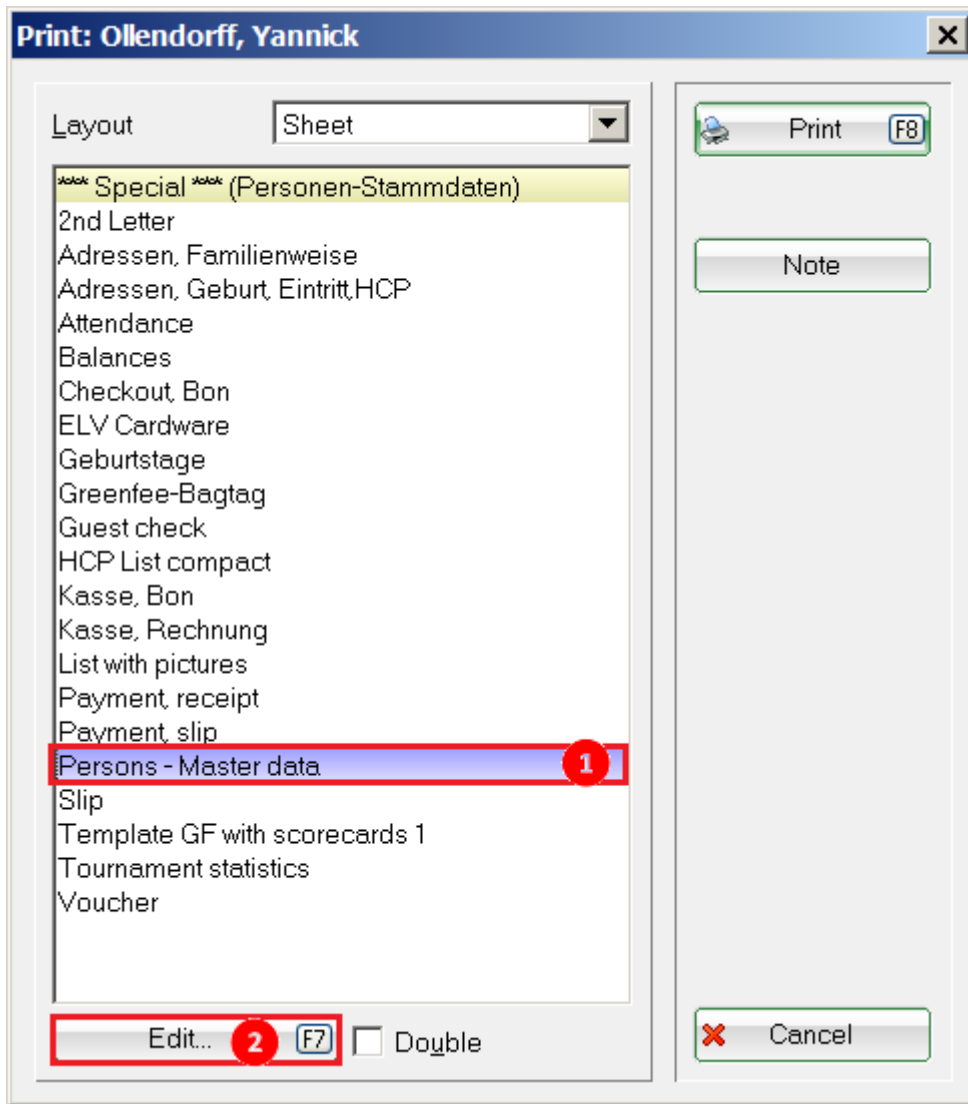 Print: Ollendorff, Yannick
Layout Sheet
Print F8
*** Special *** (Personen-Stammdaten)
2nd Letter
Adressen, Familienweise
Note
Adressen, Geburt, Eintritt,HCP
Attendance
Balances
Checkout, Bon
ELV Cardware
Geburtstage
Greenfee-Bagtag
Guest check
HCP List compact
Kasse, Bon
Kasse, Rechnung
List with pictures
Payment, receipt
Payment, slip
Persons - Master data 1
Slip
Template GF with scorecards 1
Tournament statistics
Voucher
Edit... 2 F7 Double
Cancel